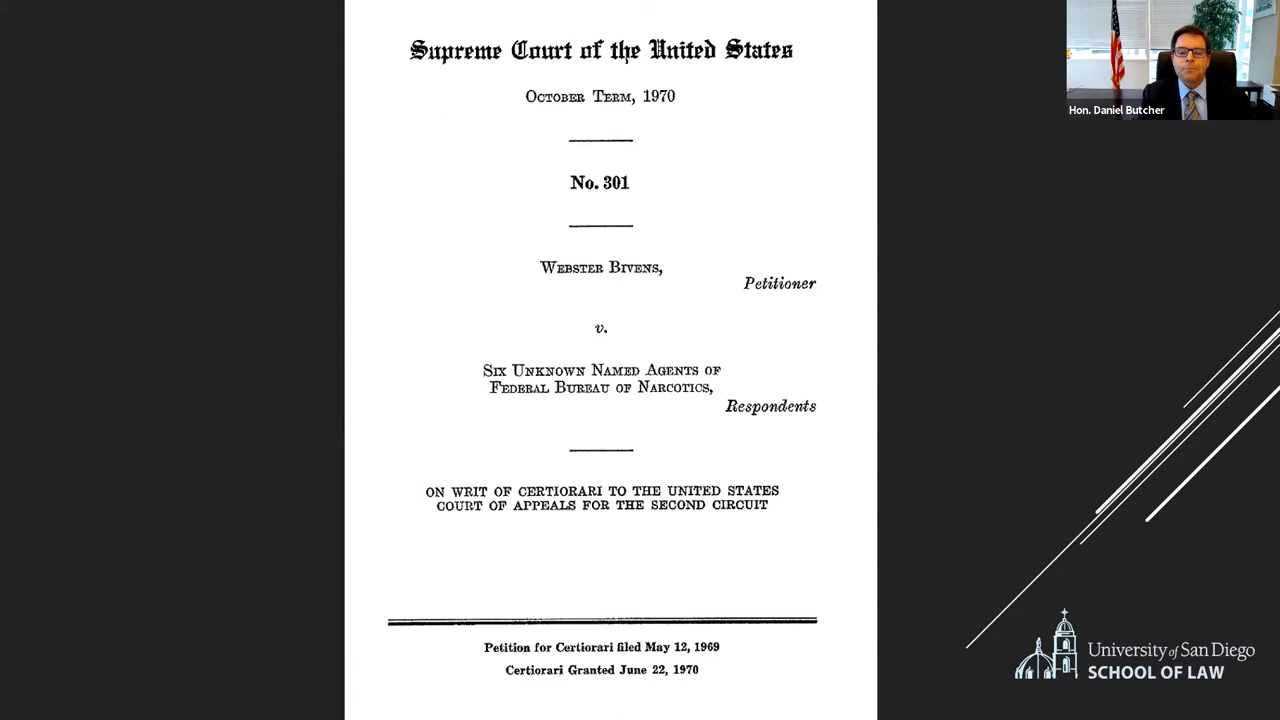 Supreme Court of the United States
October Term, 1970
No. 301
Webster Bivens,
Petitioner
v.
Six Unknown Named Agents of
Federal Bureau of Narcotics,
Respondents
ON WRIT OF CERTIORARI TO THE UNITED STATES
COURT OF APPEALS FOR THE SECOND CIRCUIT
Petition for Certiorari filed May 12, 1969
Certiorari Granted June 22, 1970
Hon. Daniel Butcher
University of San Diego
SCHOOL OF LAW